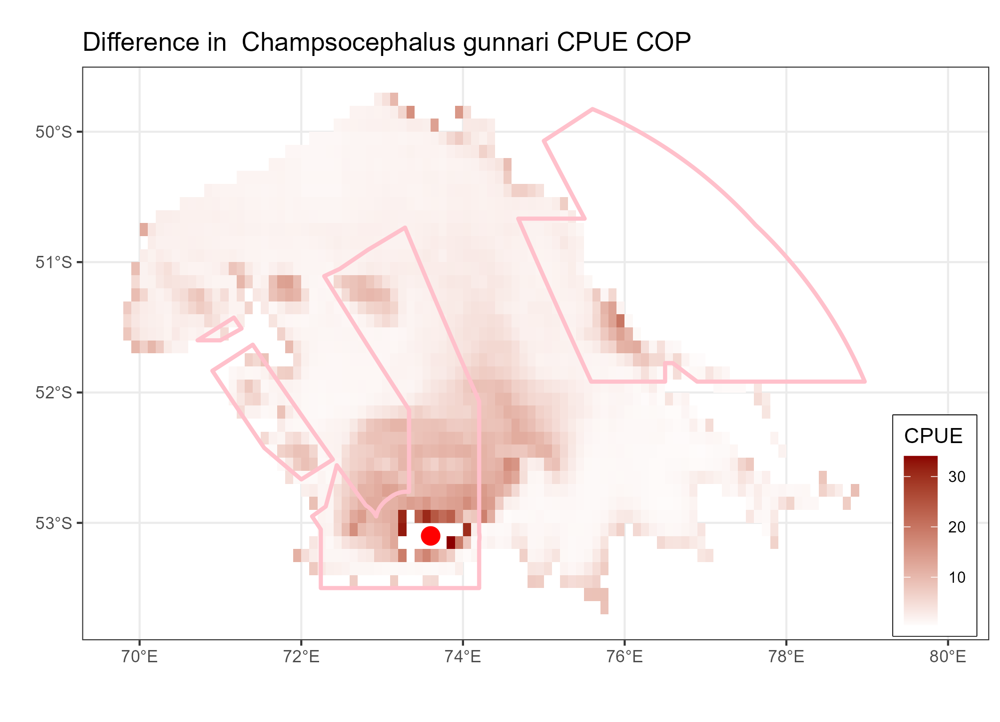 Difference in  Champsocephalus gunnari CPUE COP
50°S
51°S
52°S
53°S
CPUE
30
20
10
70°E
72°E
74°E
76°E
78°E
80°E